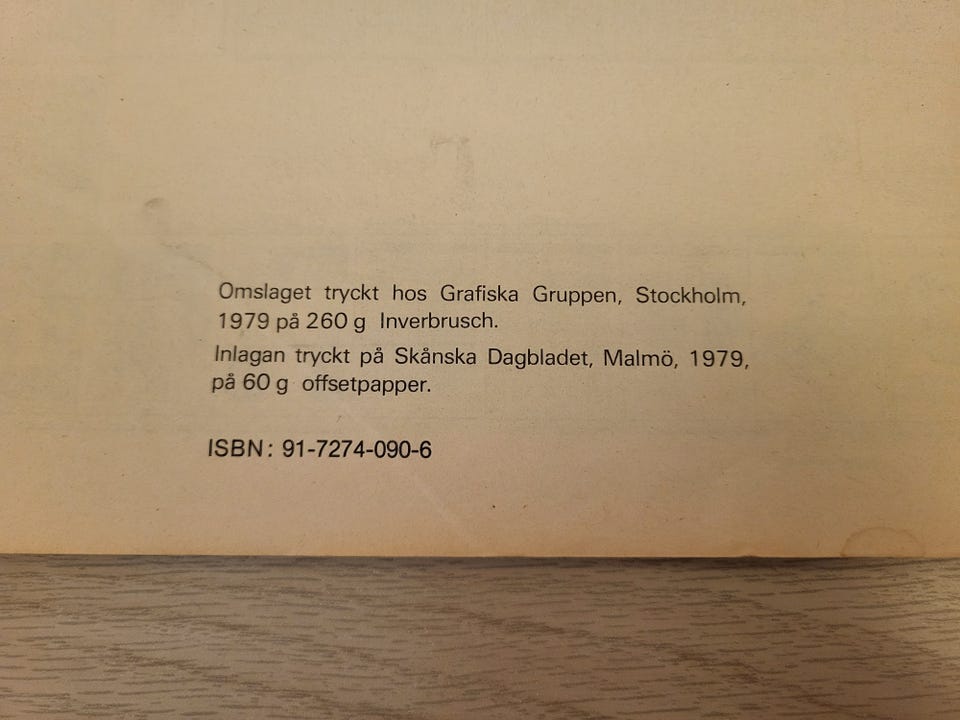 Omslaget tryckt hos Grafiska Gruppen, Stockholm,
1979 på 260 g Inverbrusch.
Inlagan tryckt på Skånska Dagbladet, Malmö, 1979,
på 60 g offsetpapper.
ISBN: 91-7274-090-6